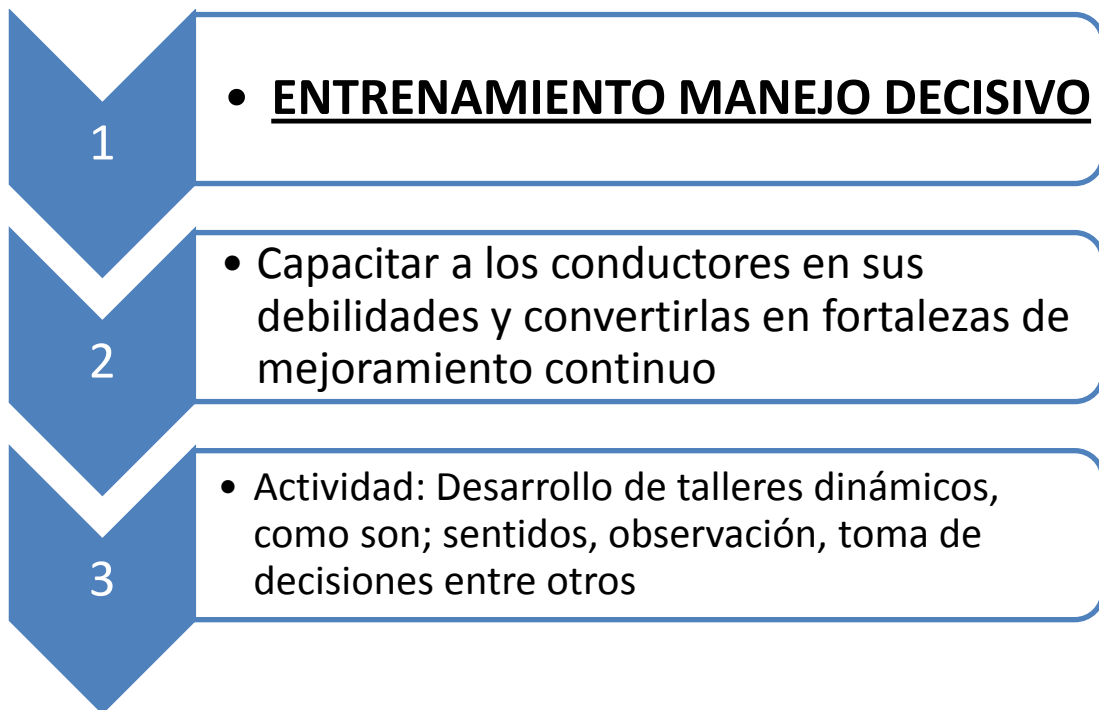 1
• ENTRENAMIENTO MANEJO DECISIVO
2
• Capacitar a los conductores en sus
debilidades y convertirlas en fortalezas de
mejoramiento continuo
3
• Actividad: Desarrollo de talleres dinámicos,
como son; sentidos, observación, toma de
decisiones entre otros